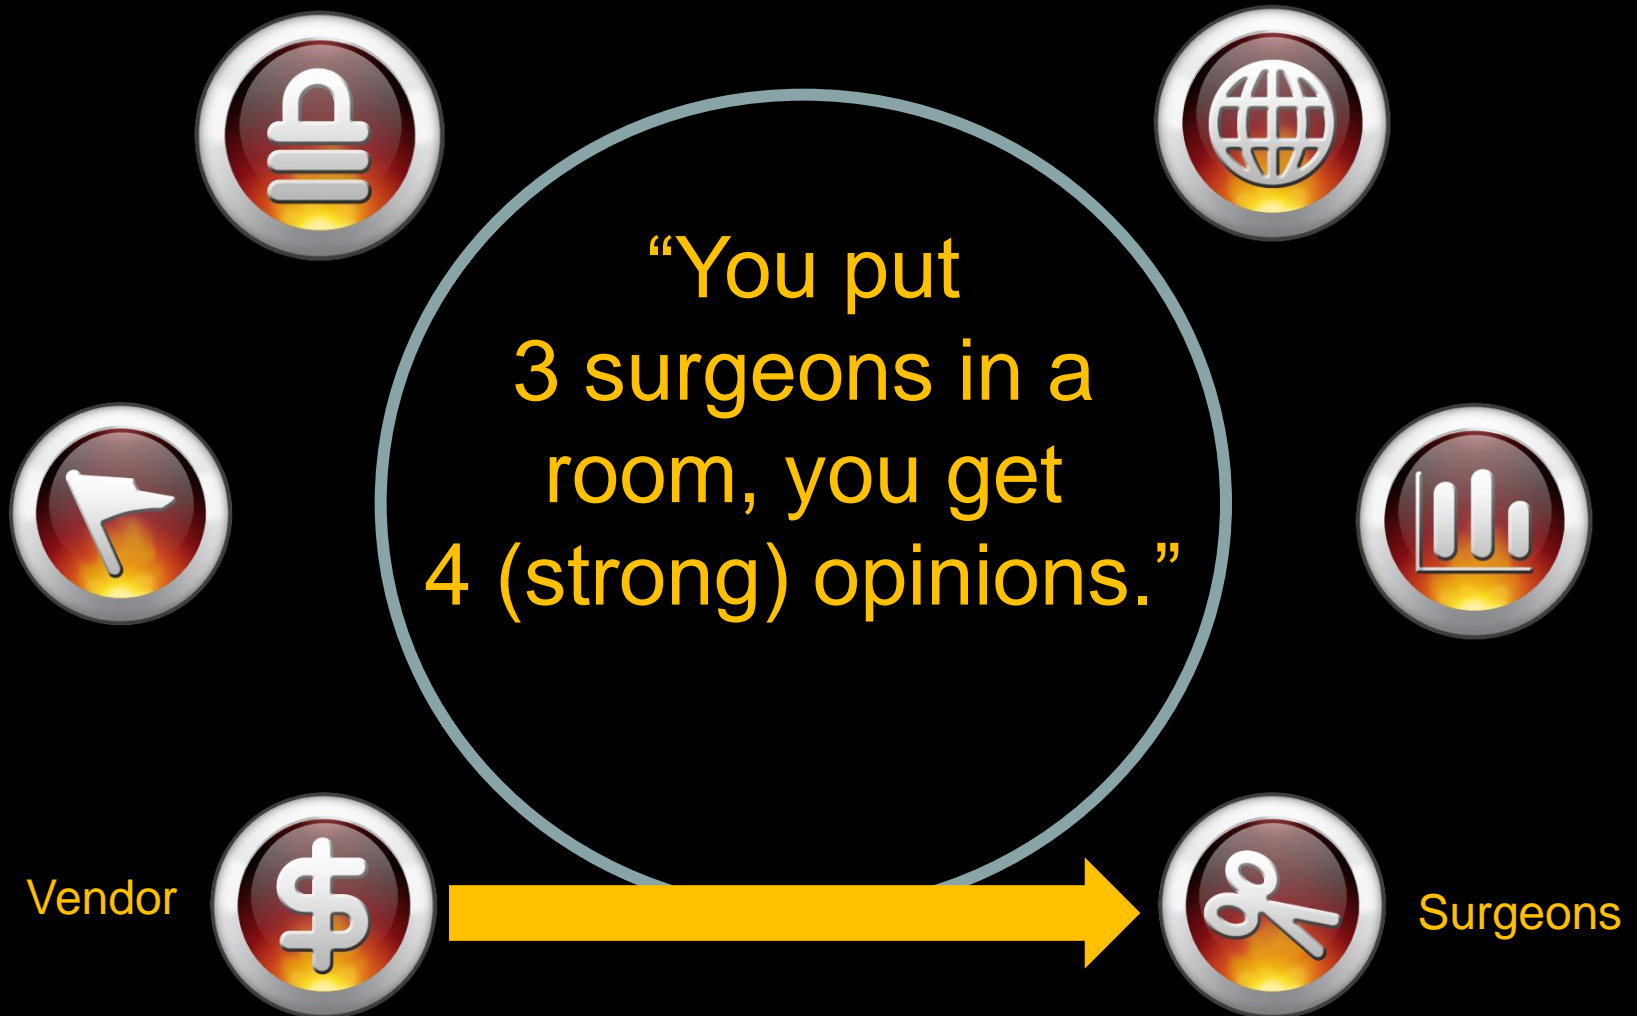 “You put
3 surgeons in a
room, you get
4 (strong) opinions.”
Vendor
$
Surgeons